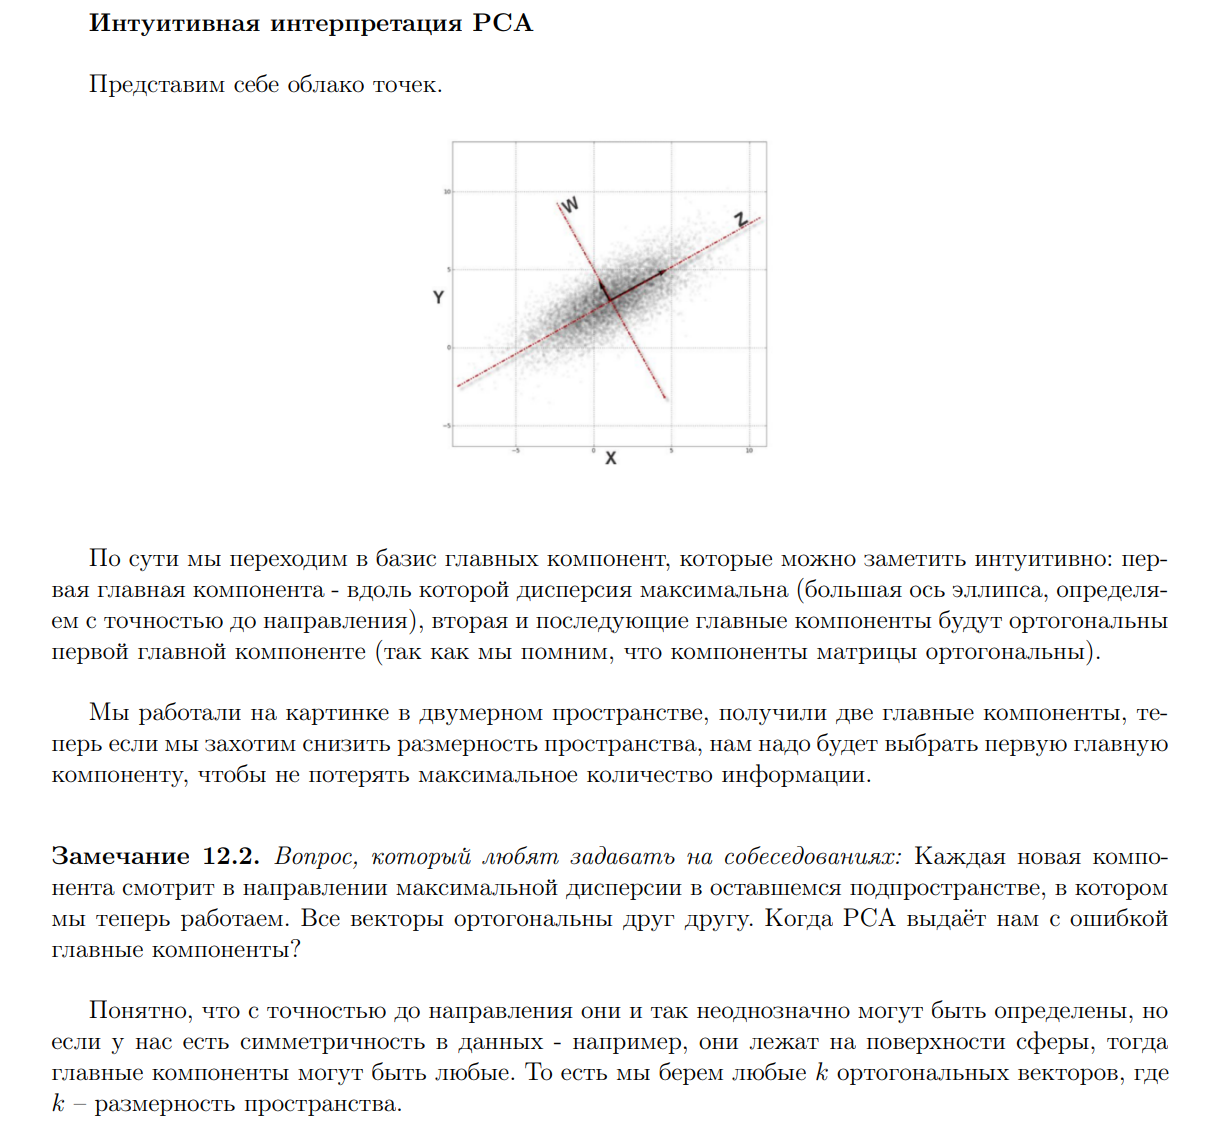 Интуитивная интерпретация PCA
Представим себе облако точек.
W
Z
10
5
Y
0
-5
-5
0
5
10
X
По сути мы переходим в базис главных компонент, которые можно заметить интуитивно: пер-
вая главная компонента - вдоль которой дисперсия максимальна (большая ось эллипса, определя-
ем с точностью до направления), вторая и последующие главные компоненты будут ортогональны
первой главной компоненте (так как мы помним, что компоненты матрицы ортогональны).
Мы работали на картинке в двумерном пространстве, получили две главные компоненты, те-
перь если мы захотим снизить размерность пространства, нам надо будет выбрать первую главную
компоненту, чтобы не потерять максимальное количество информации.
Замечание 12.2. Вопрос, который любят задавать на собеседованиях: Каждая новая компо-
нента смотрит в направлении максимальной дисперсии в оставшемся подпространстве, в котором
мы теперь работаем. Все векторы ортогональны друг другу. Когда PCA выдаёт нам с ошибкой
главные компоненты?
Понятно, что с точностью до направления они и так неоднозначно могут быть определены, но
если у нас есть симметричность в данных - например, они лежат на поверхности сферы, тогда
главные компоненты могут быть любые. То есть мы берем любые k ортогональных векторов, где
k – размерность пространства.